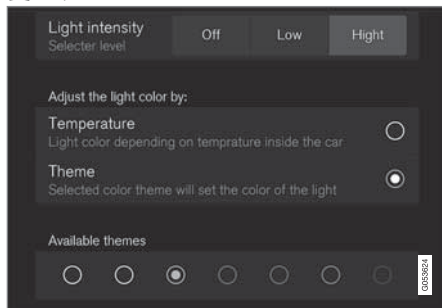 Light intensity
Selecter level
Off Low Hight
Adjust the light color by:
Temperature
Light color depending on temprature inside the car
Theme
Selected color theme will set the color of the light
Available themes
G053624